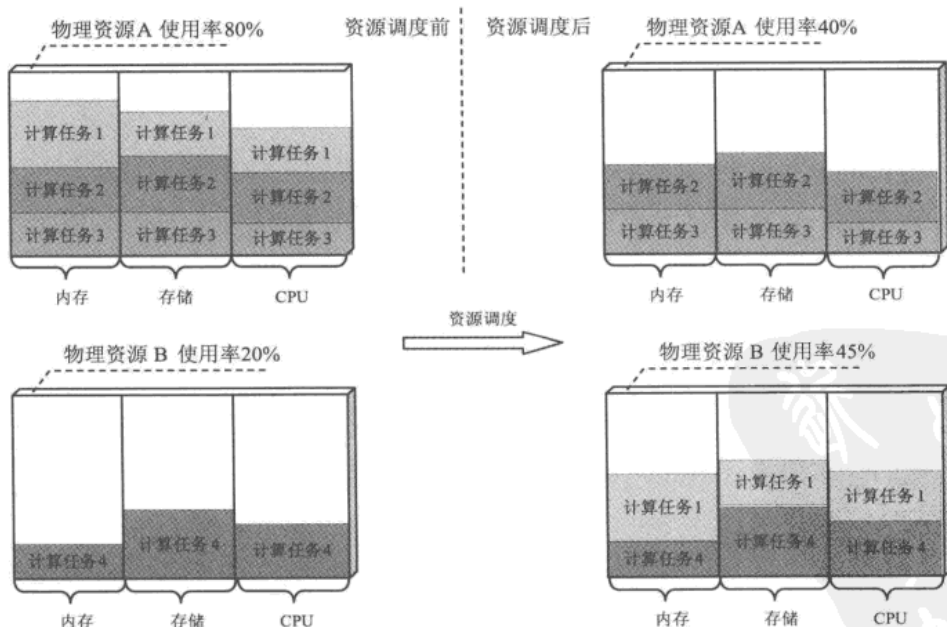 物理资源A 使用率80%
资源调度前
资源调度后
物理资源A 使用率40%
计算任务1
计算任务1
计算任务1
计算任务2
计算任务2
计算任务2
计算任务3
计算任务3
计算任务3
内存
存储
CPU
计算任务2
计算任务2
计算任务2
计算任务3
计算任务3
计算任务3
内存
存储
CPU
资源调度
物理资源 B 使用率20%
计算任务4
计算任务4
计算任务4
内存
存储
CPU
物理资源 B 使用率45%
计算任务1
计算任务1
计算任务1
计算任务4
计算任务4
计算任务4
内存
存储
CPU